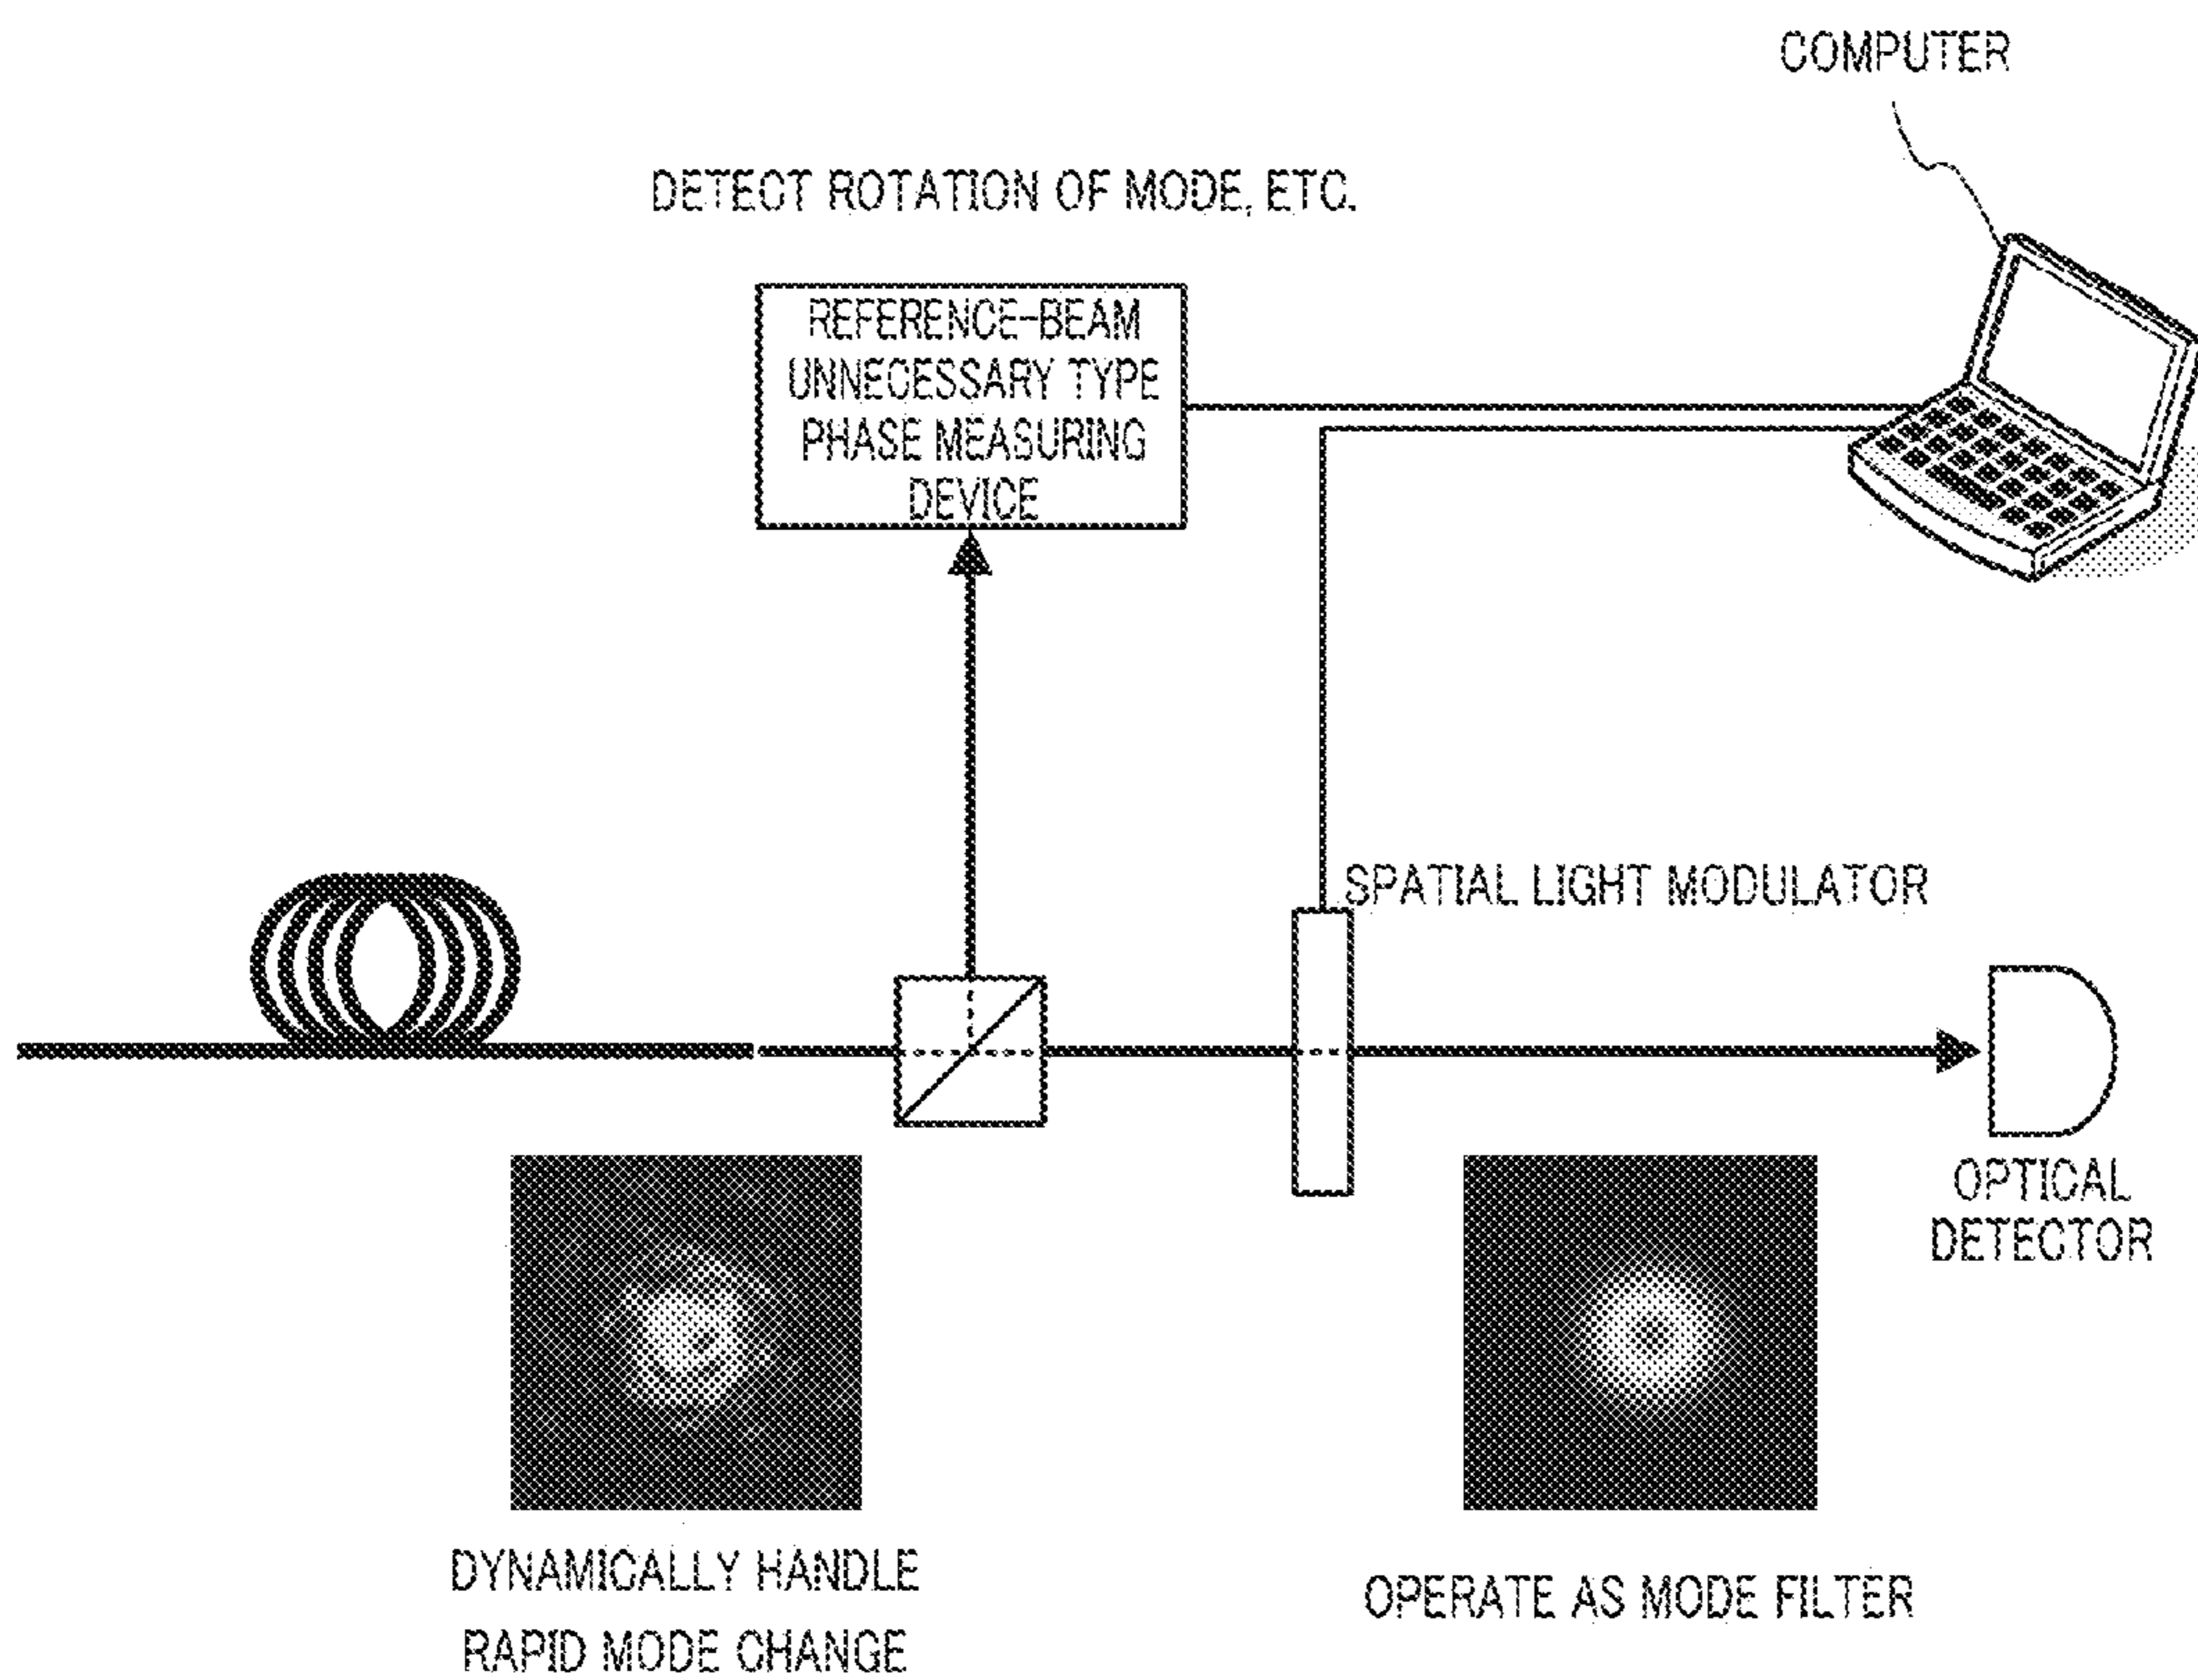 COMPUTER
DETECT ROTATION OF MODE, ETC.
REFERENCE-BEAM
UNNECESSARY TYPE
PHASE MEASURING
DEVICE
SPATIAL LIGHT MODULATOR
OPTICAL
DETECTOR
DYNAMICALLY HANDLE
RAPID MODE CHANGE
OPERATE AS MODE FILTER